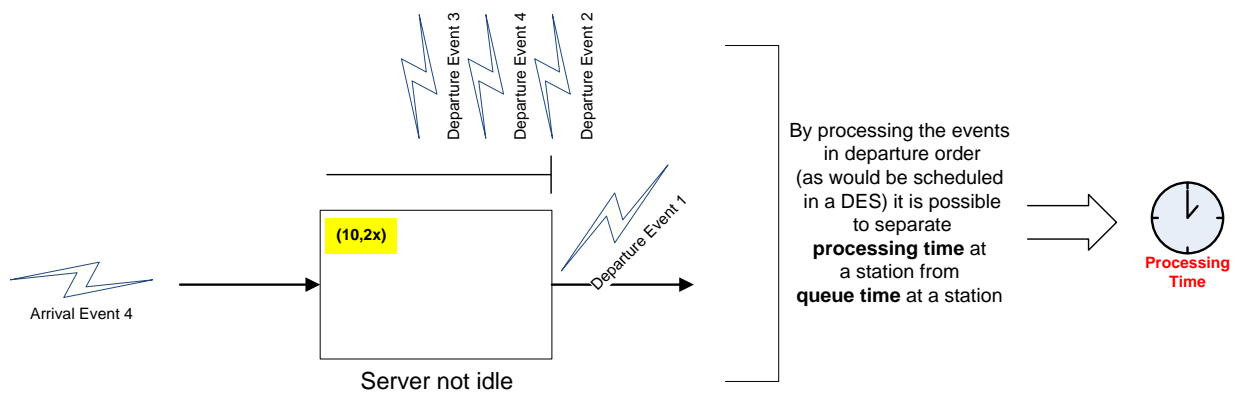 Departure Event 3
Departure Event 4
Departure Event 2
(10,2x)
Departure Event 1
Arrival Event 4
Server not idle
By processing the events
in departure order
(as would be scheduled
in a DES) it is possible
to separate
processing time at
a station from
queue time at a station
Processing
Time